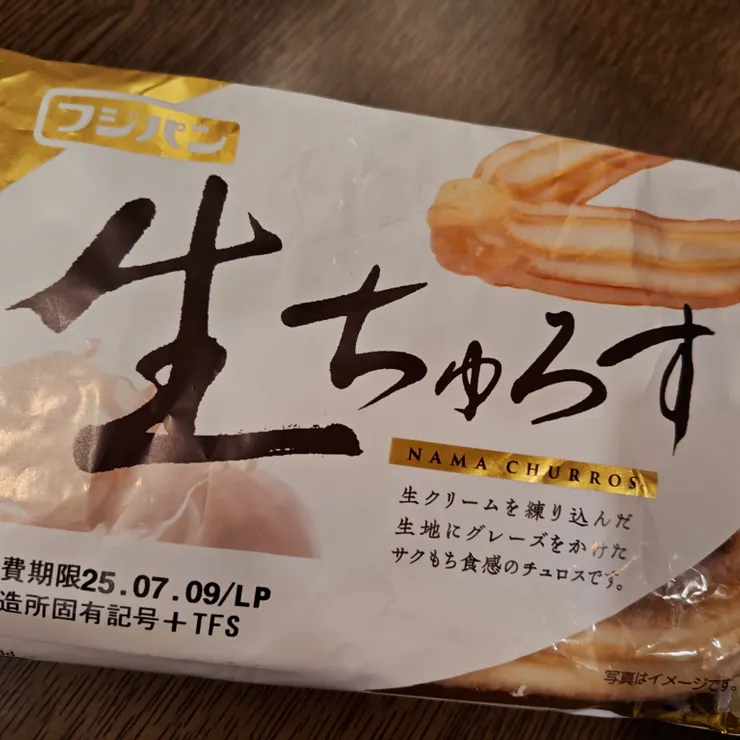 フジパン
生ちゅろす
NAMA CHURROS
生クリームを練り込んだ
生地にグレーズをかけた
サクもち食感のチュロスです。
費期限25.07.09/LP
造所固有記号+TFS
写真はイメージです。